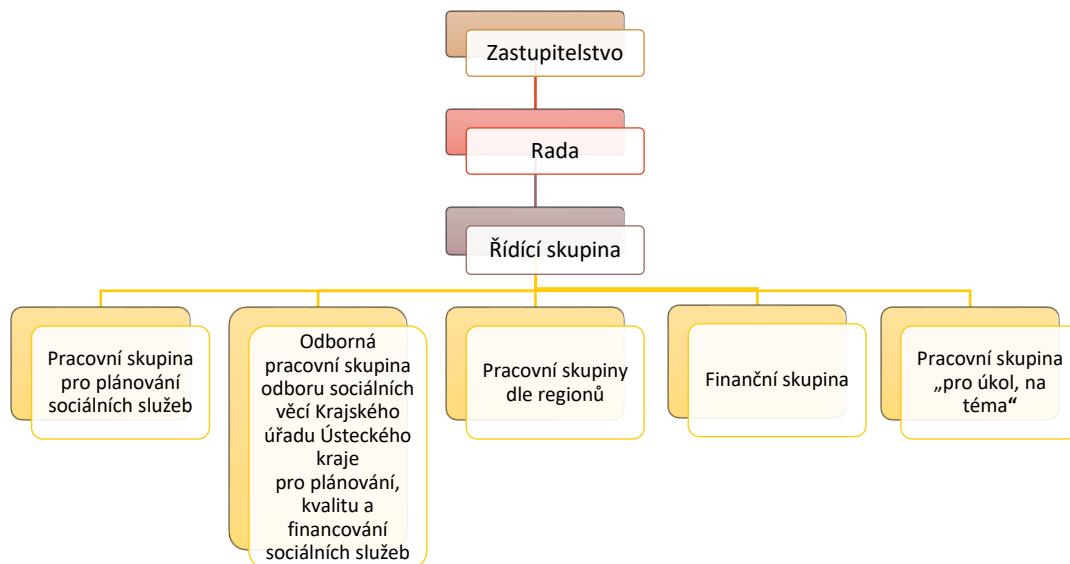 Zastupitelstvo
Rada
Řídící skupina
Pracovní skupina
pro plánování
sociálních služeb
Odborná
pracovní skupina
odboru sociálních
věcí Krajského
úřadu Ústeckého
kraje
pro plánování,
kvalitu a
financování
sociálních služeb
Pracovní skupiny
dle regionů
Finanční skupina
Pracovní skupina
„pro úkol, na
téma“